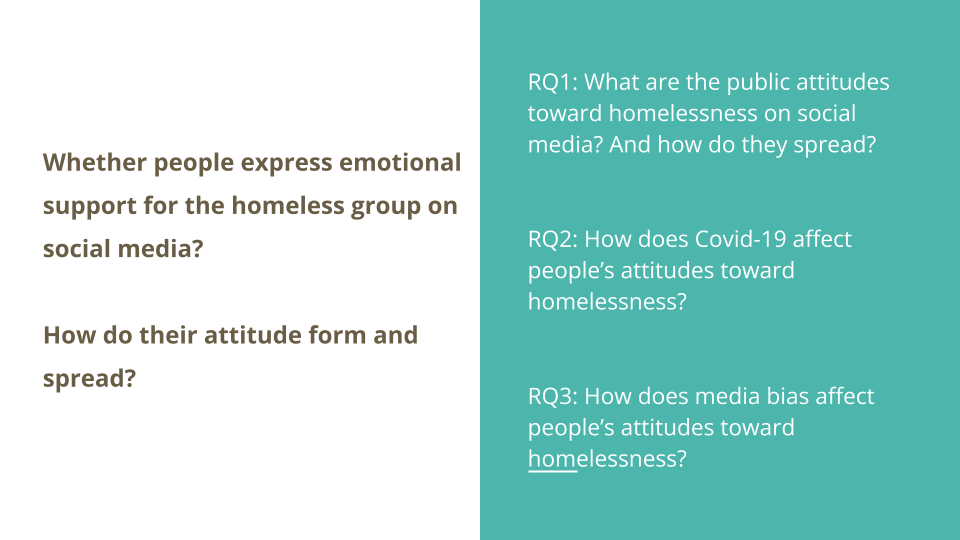 Whether people express emotional
support for the homeless group on
social media?
How do their attitude form and
spread?
RQ1: What are the public attitudes
toward homelessness on social
media? And how do they spread?
RQ2: How does Covid-19 affect
people’s attitudes toward
homelessness?
RQ3: How does media bias affect
people’s attitudes toward
homelessness?